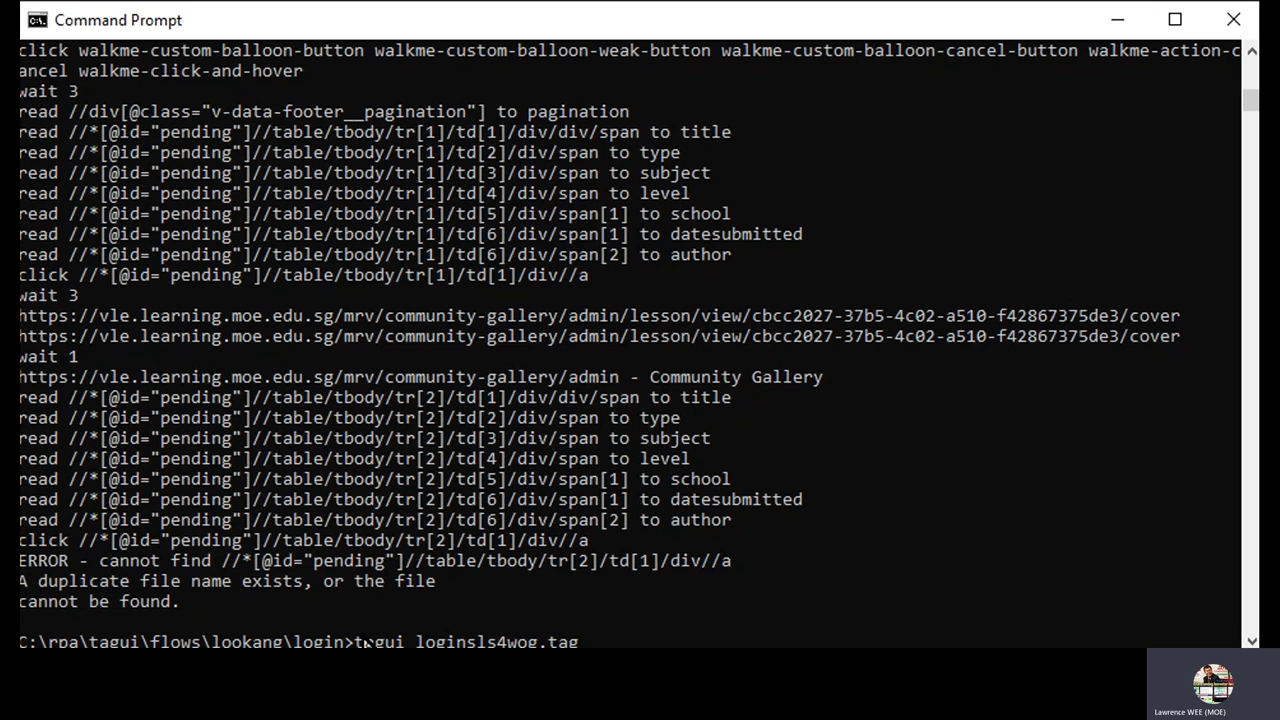 Command Prompt
click walkme-custom-balloon-button walkme-custom-balloon-weak-button walkme-custom-balloon-cancel-button walkme-action-c
ancel walkme-click-and-hover
wait 3
read //div[@class="v-data-footer__pagination"] to pagination
read //*[@id="pending"]//table/tbody/tr[1]/td[1]/div/div/span to title
read //*[@id="pending"]//table/tbody/tr[1]/td[2]/div/span to type
read //*[@id="pending"]//table/tbody/tr[1]/td[3]/div/span to subject
read //*[@id="pending"]//table/tbody/tr[1]/td[4]/div/span to level
read //*[@id="pending"]//table/tbody/tr[1]/td[5]/div/span[1] to school
read //*[@id="pending"]//table/tbody/tr[1]/td[6]/div/span[1] to datesubmitted
read //*[@id="pending"]//table/tbody/tr[1]/td[6]/div/span[2] to author
click //*[@id="pending"]//table/tbody/tr[1]/td[1]/div//a
wait 3
https://vle.learning.moe.edu.sg/mrv/community-gallery/admin/lesson/view/cbcc2027-37b5-4c02-a510-f42867375de3/cover
https://vle.learning.moe.edu.sg/mrv/community-gallery/admin/lesson/view/cbcc2027-37b5-4c02-a510-f42867375de3/cover
wait 1
https://vle.learning.moe.edu.sg/mrv/community-gallery/admin - Community Gallery
read //*[@id="pending"]//table/tbody/tr[2]/td[1]/div/div/span to title
read //*[@id="pending"]//table/tbody/tr[2]/td[2]/div/span to type
read //*[@id="pending"]//table/tbody/tr[2]/td[3]/div/span to subject
read //*[@id="pending"]//table/tbody/tr[2]/td[4]/div/span to level
read //*[@id="pending"]//table/tbody/tr[2]/td[5]/div/span[1] to school
read //*[@id="pending"]//table/tbody/tr[2]/td[6]/div/span[1] to datesubmitted
read //*[@id="pending"]//table/tbody/tr[2]/td[6]/div/span[2] to author
click //*[@id="pending"]//table/tbody/tr[2]/td[1]/div//a
ERROR - cannot find //*[@id="pending"]//table/tbody/tr[2]/td[1]/div//a
A duplicate file name exists, or the file
cannot be found.
C:\rpa\tagui\flows\lookang\login>tagui loginsls4wog.tag
Lawrence WEE (MOE)